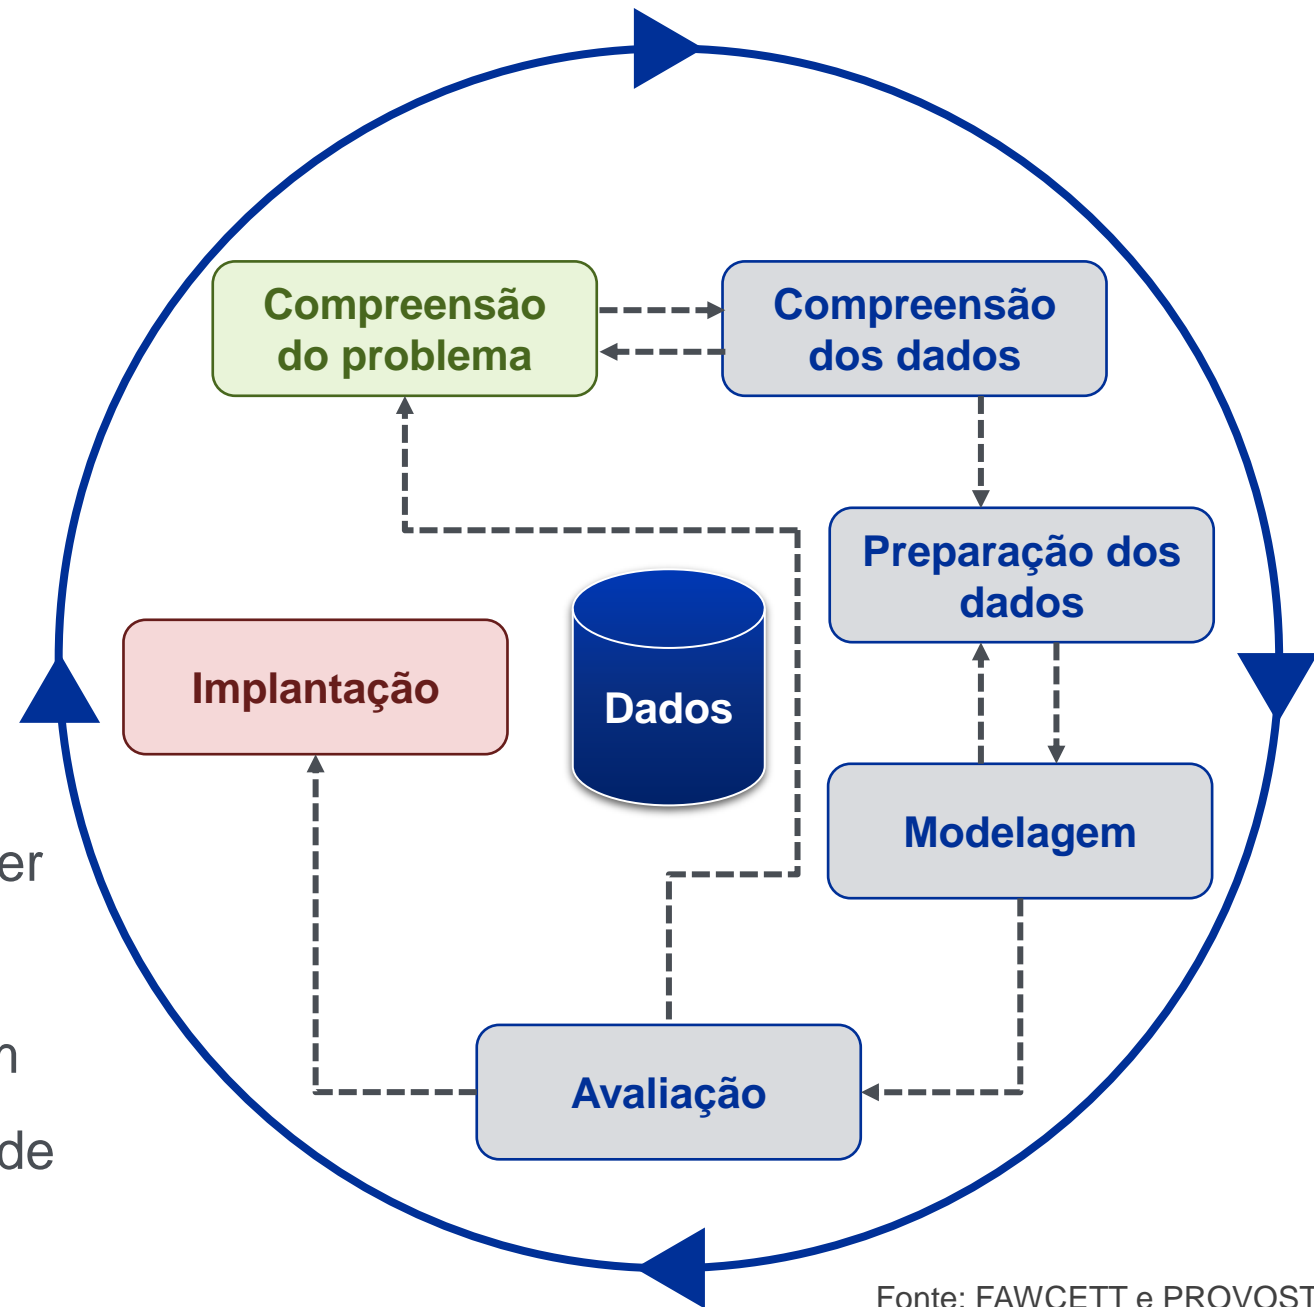 Compreensão
do problema
Compreensão
dos dados
Preparação dos
dados
Implantação
Dados
Modelagem
er
de
Avaliação
Fonte: FAWCETT e PROVOST